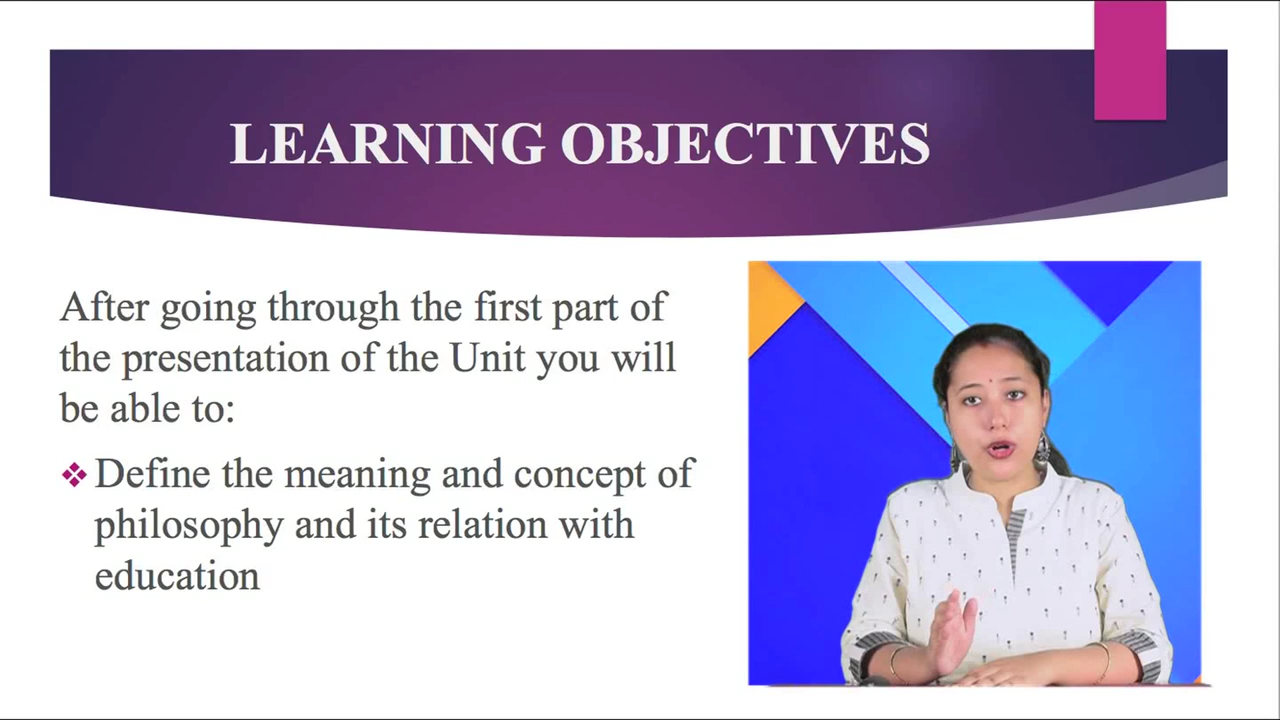 LEARNING OBJECTIVES
After going through the first part of
the presentation of the Unit you will
be able to:
Define the meaning and concept of
philosophy and its relation with
education